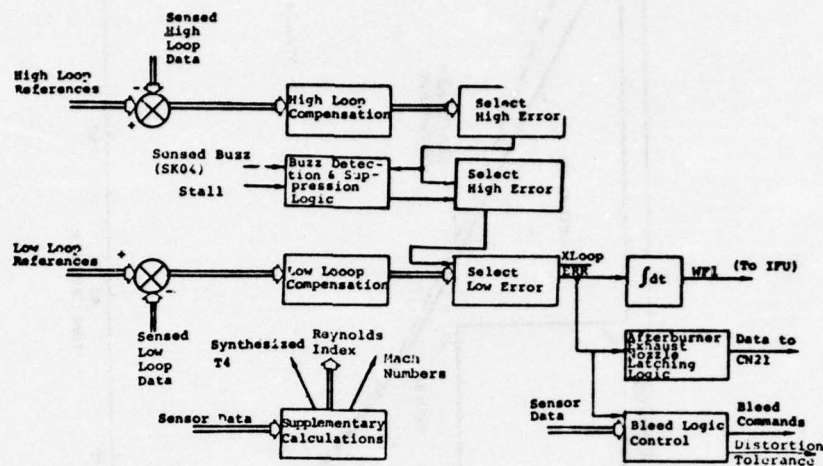 Sensed
High
Loop
Data
High Loop
References
-
+
High Loop
Compensation
Select
High Error
Sensed Buzz
(SK04)
Stall
Buzz Detec-
tion & Sup-
pression
Logic
Select
High Error
Low Loop
References
+
-
Low Looop
Compensation
Select
Low Error
XLoop
ERR
∫dt
WF1
(To IFU)
Sensed
Low
Loop
Data
Synthesized
T4
Reynolds
Index
Mach
Numbers
Afterburner
Exhaust
Nozzle
Latching
Logic
Data to
CN21
Sensor Data
Supplementary
Calculations
Sensor
Data
Bleed Logic
Control
Bleed
Commands
Distortion
Tolerance